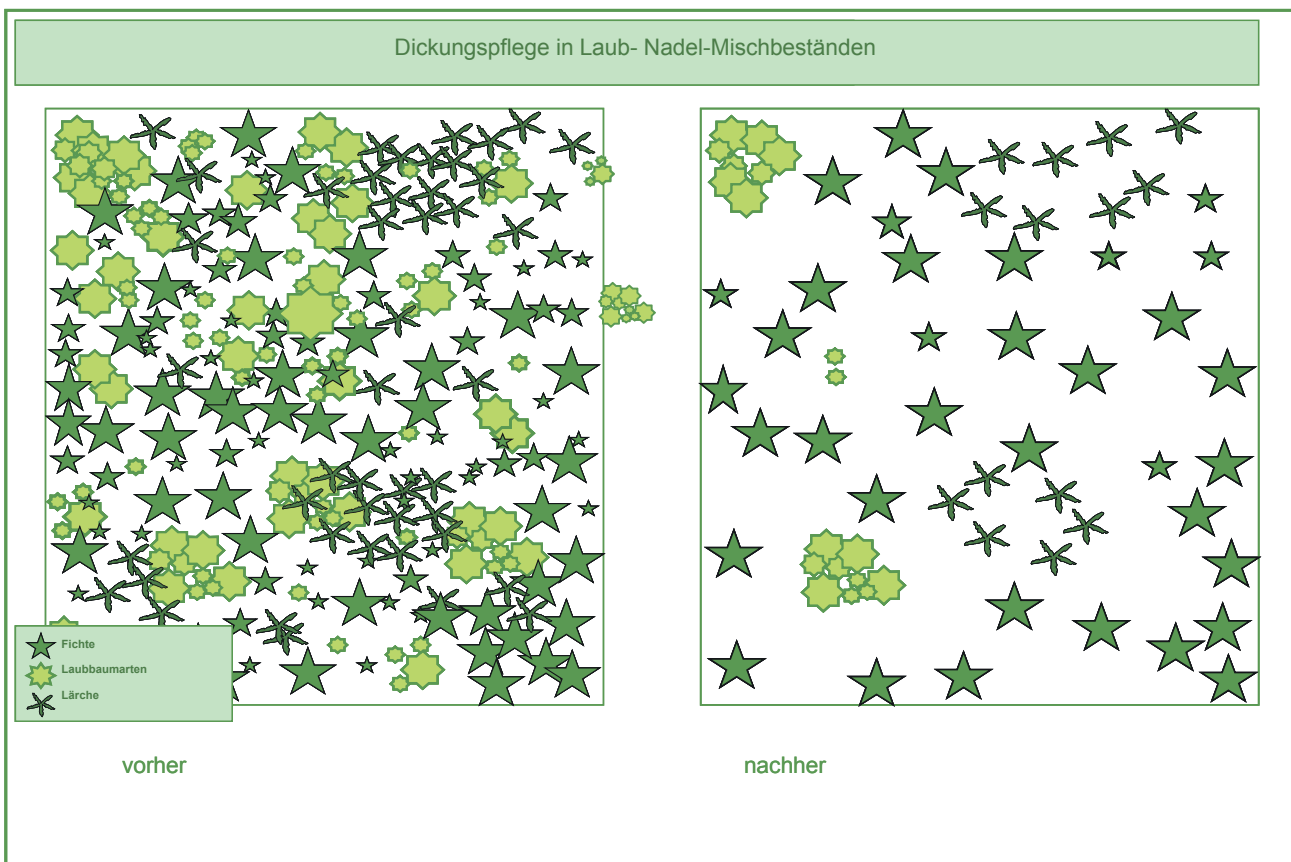 Dickungspflege in Laub- Nadel-Mischbeständen
Fichte
Laubbaumarten
Lärche
vorher
nachher